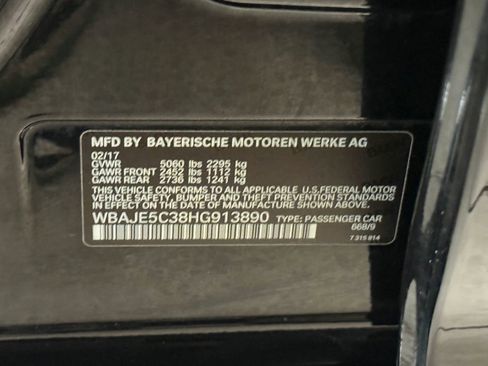 MFD BY BAYERISCHE MOTOREN WERKE AG
02/17
GVWR 5060 lbs 2295 kg
GAWR FRONT 2452 lbs 1112 kg
GAWR REAR 2736 lbs 1241 kg
THIS VEHICLE CONFORMS TO ALL APPLICABLE U.S.FEDERAL MOTOR
VEHICLE SAFETY, BUMPER AND THEFT PREVENTION STANDARDS
IN EFFECT ON THE DATE OF MANUFACTURE SHOWN ABOVE.
WBAJE5C38HG913890 TYPE: PASSENGER CAR
668/9
7 315 814